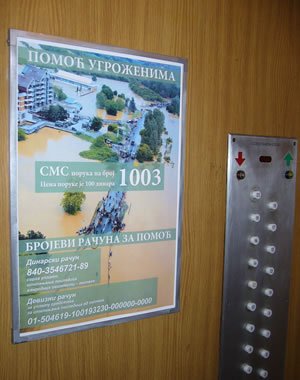 ПОМОЋ УГРОЖЕНИМА
СМС порука на број
Цена поруке је 100 динара
1003
БРОЈЕВИ РАЧУНА ЗА ПОМОЋ
Динарски рачун
840-3546721-89
Девизни рачун
01-504619-100193230-000000-0000